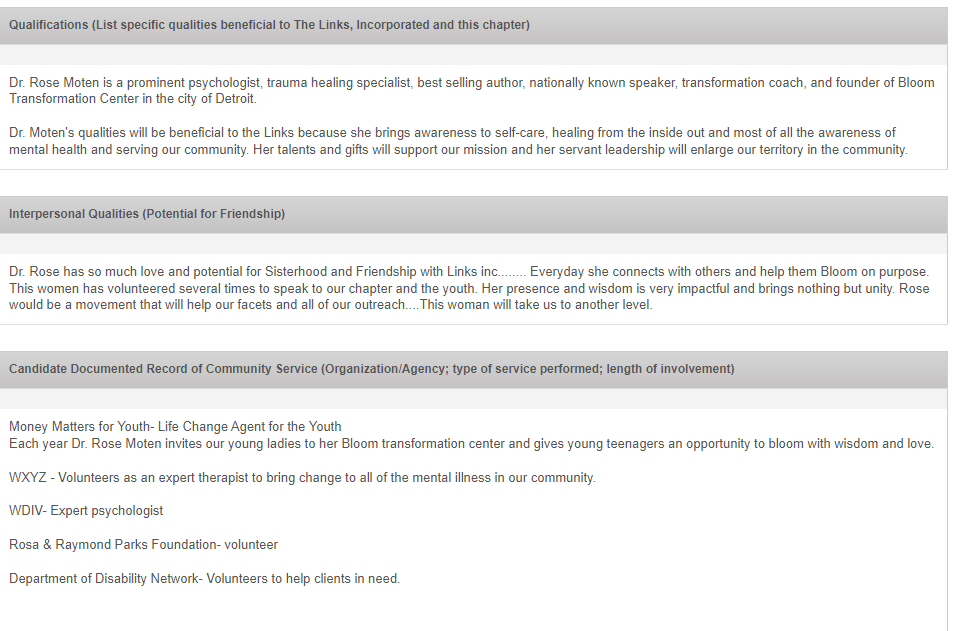 Qualifications (List specific qualities beneficial to The Links, Incorporated and this chapter)
Dr. Rose Moten is a prominent psychologist, trauma healing specialist, best selling author, nationally known speaker, transformation coach, and founder of Bloom
Transformation Center in the city of Detroit.
Dr. Moten's qualities will be beneficial to the Links because she brings awareness to self-care, healing from the inside out and most of all the awareness of
mental health and serving our community. Her talents and gifts will support our mission and her servant leadership will enlarge our territory in the community.
Interpersonal Qualities (Potential for Friendship)
Dr. Rose has so much love and potential for Sisterhood and Friendship with Links inc........ Everyday she connects with others and help them Bloom on purpose.
This women has volunteered several times to speak to our chapter and the youth. Her presence and wisdom is very impactful and brings nothing but unity. Rose
would be a movement that will help our facets and all of our outreach....This woman will take us to another level.
Candidate Documented Record of Community Service (Organization/Agency; type of service performed; length of involvement)
Money Matters for Youth- Life Change Agent for the Youth
Each year Dr. Rose Moten invites our young ladies to her Bloom transformation center and gives young teenagers an opportunity to bloom with wisdom and love.
WXYZ - Volunteers as an expert therapist to bring change to all of the mental illness in our community.
WDIV- Expert psychologist
Rosa & Raymond Parks Foundation- volunteer
Department of Disability Network- Volunteers to help clients in need.